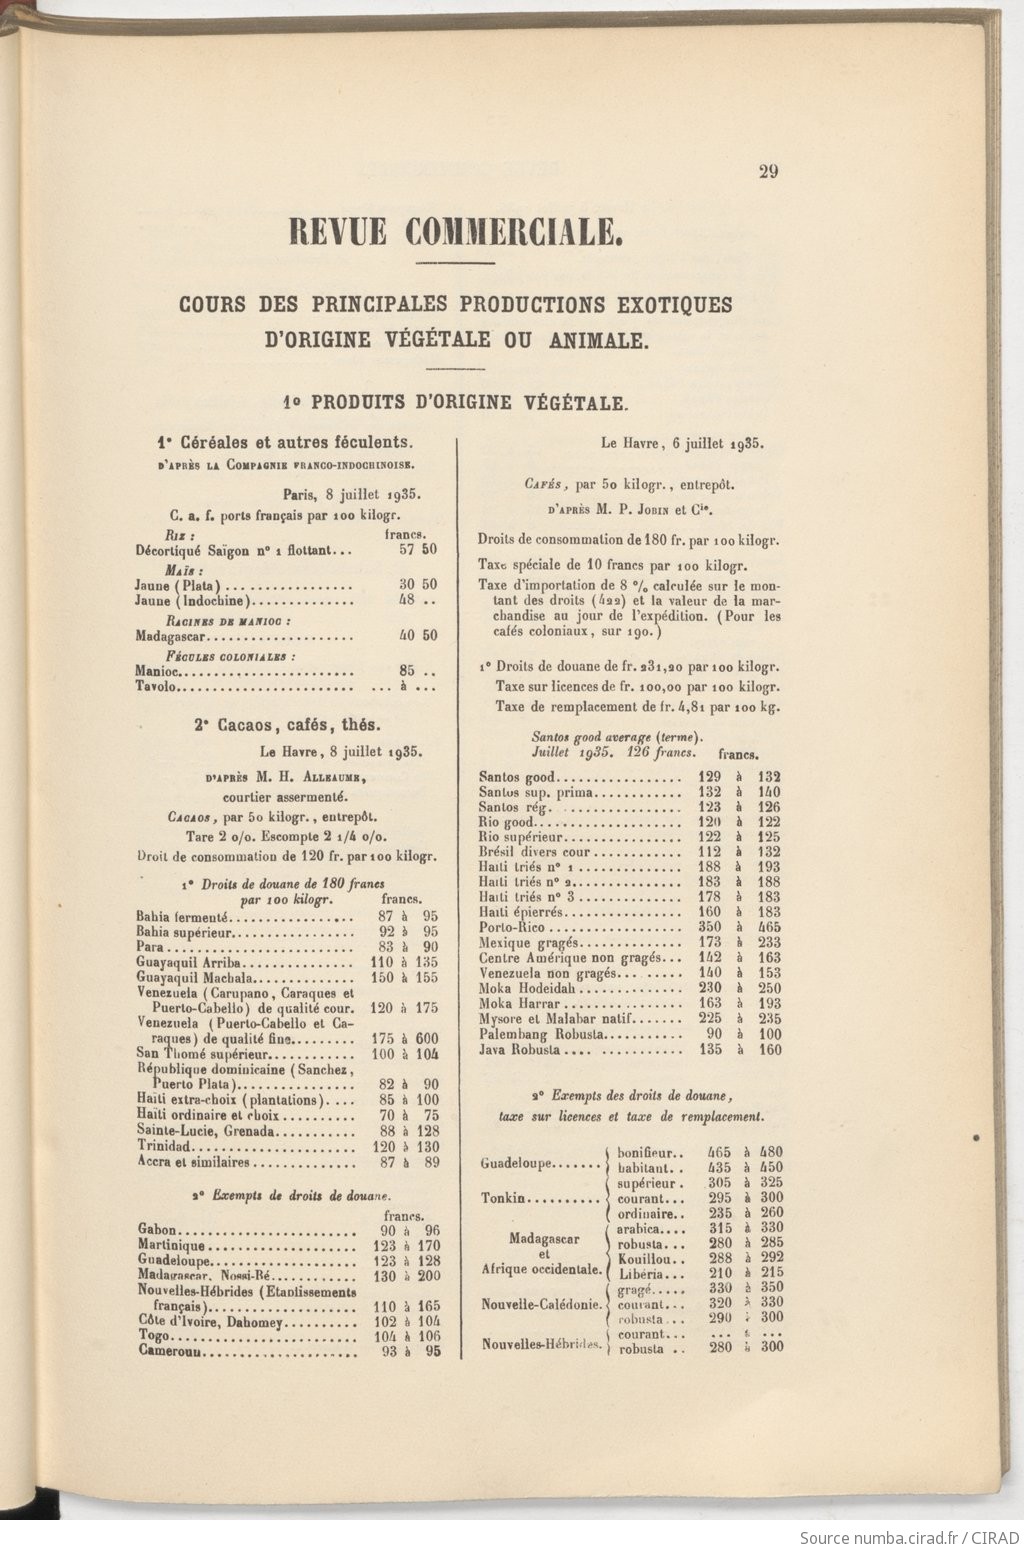 29
REVUE COMMERCIALE.
COURS DES PRINCIPALES PRODUCTIONS EXOTIQUES
D'ORIGINE VÉGÉTALE OU ANIMALE.
1º PRODUITS D'ORIGINE VÉGÉTALE.
1° Céréales et autres féculents.
D'APRÈS LA COMPAGNIE FRANCO-INDOCHINOISE.
Paris, 8 juillet 1935.
C. a. f. ports français par 100 kilogr.
RIZ : francs.
Décortiqué Saïgon n° 1 flottant... 57 50
MAÏS :
Jaune (Plata)................ 30 50
Jaune (Indochine).............. 48 ..
RACINES DE MANIOC :
Madagascar.................... 40 50
FÉCULES COLONIALES :
Manioc........................ 85 ..
Tavolo........................ ... à ...
2° Cacaos, cafés, thés.
Le Havre, 8 juillet 1935.
D'APRÈS M. H. ALLEAUME,
courtier assermenté.
CACAOS, par 50 kilogr., entrepôt.
Tare 2 o/o. Escompte 2 1/4 o/o.
Droit de consommation de 120 fr. par 100 kilogr.
1° Droits de douane de 180 francs
par 100 kilogr. francs.
Bahia fermenté................. 87 à 95
Bahia supérieur................ 92 à 95
Para......................... 83 à 90
Guayaquil Arriba............... 110 à 135
Guayaquil Machala.............. 150 à 155
Venezuela (Carupano, Caraques et
Puerto-Cabello) de qualité cour. 120 à 175
Venezuela (Puerto-Cabello et Ca-
raques) de qualité fine......... 175 à 600
San Thomé supérieur............ 100 à 104
République dominicaine (Sanchez,
Puerto Plata)................ 82 à 90
Haïti extra-choix (plantations).... 85 à 100
Haïti ordinaire et choix.......... 70 à 75
Sainte-Lucie, Grenada........... 88 à 128
Trinidad...................... 120 à 130
Accra et similaires.............. 87 à 89
2° Exempts de droits de douane.
francs.
Gabon........................ 90 à 96
Martinique.................... 123 à 170
Guadeloupe.................... 123 à 128
Madagascar, Nossi-Bé............ 130 à 200
Nouvelles-Hébrides (Etablissements
français).................... 110 à 165
Côte d'Ivoire, Dahomey.......... 102 à 104
Togo......................... 104 à 106
Cameroun..................... 93 à 95
Le Havre, 6 juillet 1935.
CAFÉS, par 50 kilogr., entrepôt.
D'APRÈS M. P. JOBIN et Cie.
Droits de consommation de 180 fr. par 100 kilogr.
Taxe spéciale de 10 francs par 100 kilogr.
Taxe d'importation de 8 % calculée sur le mon-
tant des droits (422) et la valeur de la mar-
chandise au jour de l'expédition. (Pour les
cafés coloniaux, sur 190.)
1° Droits de douane de fr. 231,20 par 100 kilogr.
Taxe sur licences de fr. 100,00 par 100 kilogr.
Taxe de remplacement de fr. 4,81 par 100 kg.
Santos good average (terme).
Juillet 1935. 126 francs. francs.
Santos good................. 129 à 132
Santos sup. prima............ 132 à 140
Santos rég. ................ 123 à 126
Rio good.................... 120 à 122
Rio supérieur................ 122 à 125
Brésil divers cour ............ 112 à 132
Haïti triés n° 1 .............. 188 à 193
Haïti triés n° 2............... 183 à 188
Haïti triés n° 3 .............. 178 à 183
Haïti épierrés................ 160 à 183
Porto-Rico .................. 350 à 465
Mexique gragés.............. 173 à 233
Centre Amérique non gragés... 142 à 163
Venezuela non gragés... ...... 140 à 153
Moka Hodeidah.............. 230 à 250
Moka Harrar ................ 163 à 193
Mysore et Malabar natif....... 225 à 235
Palembang Robusta........... 90 à 100
Java Robusta .... ........... 135 à 160
2° Exempts des droits de douane,
taxe sur licences et taxe de remplacement.
Guadeloupe....... bonifieur.. 465 à 480
habitant. . 435 à 450
Tonkin.......... supérieur . 305 à 325
courant... 295 à 300
ordinaire.. 235 à 260
Madagascar et Afrique occidentale. arabica.... 315 à 330
robusta... 280 à 285
Kouillou.. 288 à 292
Libéria... 210 à 215
Nouvelle-Calédonie. gragé..... 330 à 350
courant... 320 à 330
robusta... 290 à 300
Nouvelles-Hébrides. courant... ... à ...
robusta .. 280 à 300
Source numba.cirad.fr / CIRAD